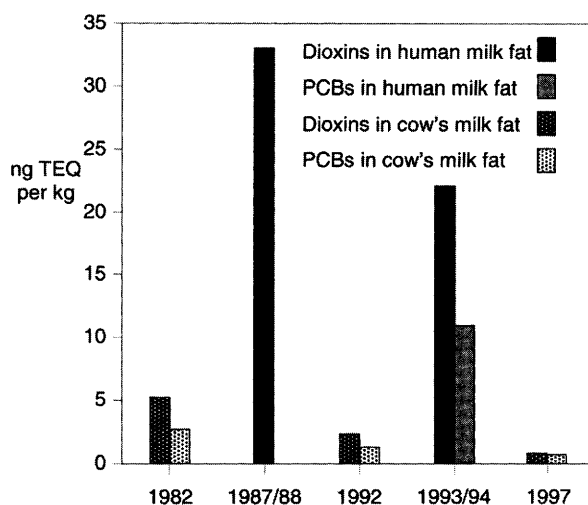 35
30
25
20
15
10
5
0
ng TEQ
per kg
Dioxins in human milk fat
PCBs in human milk fat
Dioxins in cow's milk fat
PCBs in cow's milk fat
1982 1987/88 1992 1993/94 1997